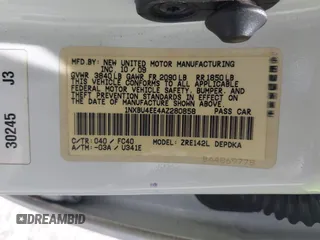 MFD.BY: NEW UNITED MOTOR MANUFACTURING
INC 10 / 09
GVWR 3840LB GAWR FR 2090LB RR 1850LB
THIS VEHICLE CONFORMS TO ALL APPLICABLE
FEDERAL MOTOR VEHICLE SAFETY, BUMPER, AND
THEFT PREVENTION STANDARDS IN EFFECT ON
THE DATE OF MANUFACTURE SHOWN ABOVE.
1NXBU4EE4AZ280858 PASS CAR
C/TR: 040 / FC40 MODEL: ZRE142L DEPDKA
A/TM: -03A / U341E
30245 J3
© DREAMBID